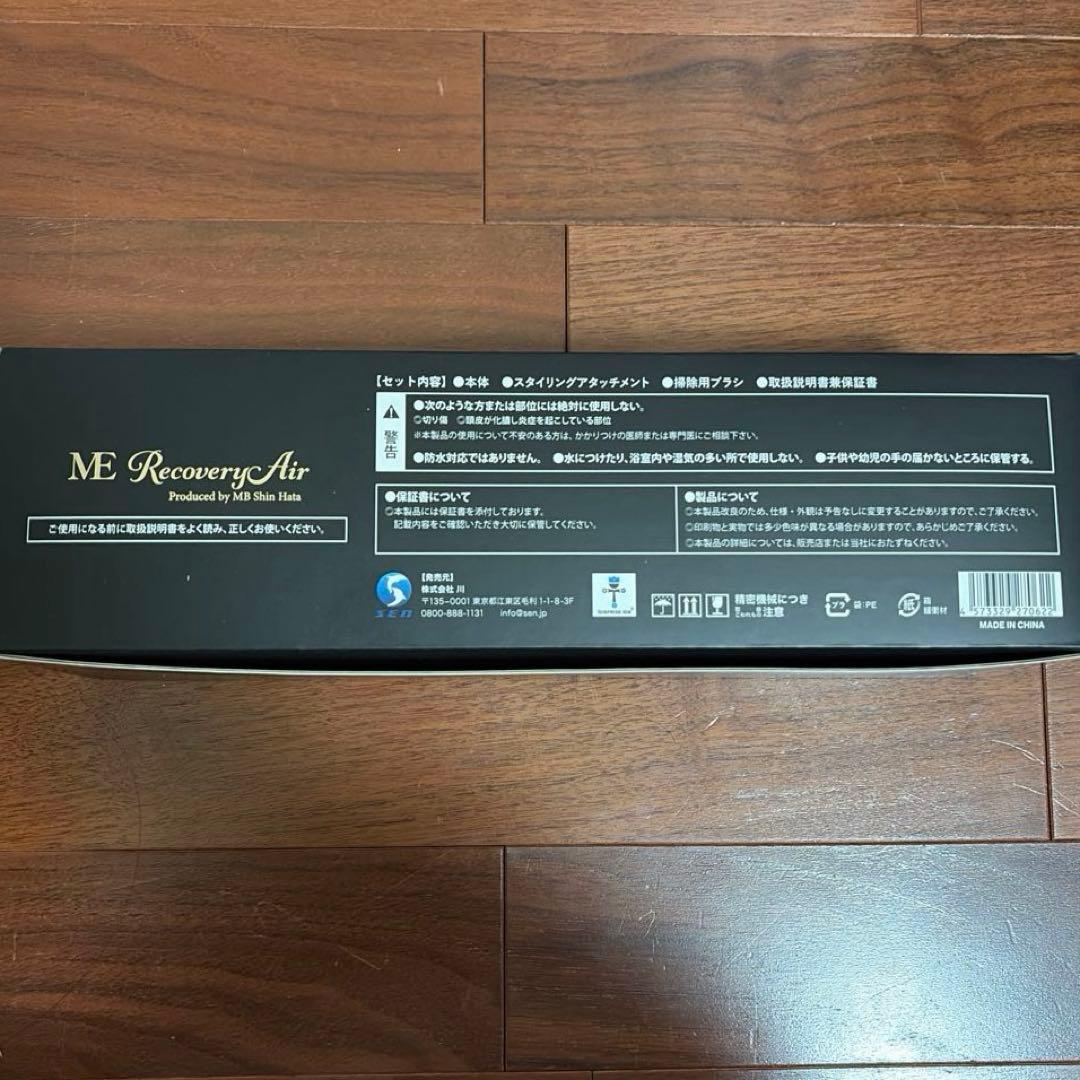 ME Recovery Air
Produced by MB Shin Hata
ご使用になる前に取扱説明書をよく読み、正しくお使いください。
【セット内容】●本体 ●スタイリングアタッチメント ●掃除用ブラシ ●取扱説明書兼保証書
警告
●次のような方または部位には絶対に使用しない。
◎切り傷 ◎頭皮が化膿し炎症を起こしている部位
※本製品の使用について不安のある方は、かかりつけの医師または専門医にご相談下さい。
●防水対応ではありません。 ●水につけたり、浴室内や湿気の多い所で使用しない。 ●子供や幼児の手の届かないところに保管する。
●保証書について
◎本製品には保証書を添付しております。
記載内容をご確認いただき大切に保管してください。
●製品について
◎本製品改良のため、仕様・外観は予告なしに変更することがありますので、ご了承ください。
◎印刷物と実物では多少色味が異なる場合がありますので、あらかじめご了承ください。
◎本製品の詳細については、販売店または当社におたずねください。
SEN
【発売元】
株式会社 川
〒135-0001 東京都江東区毛利 1-1-8-3F
0800-888-1131 info@sen.jp
精密機械につき
取扱注意
プラ 袋:PE
紙 箱
緩衝材
4 573329 270622
MADE IN CHINA